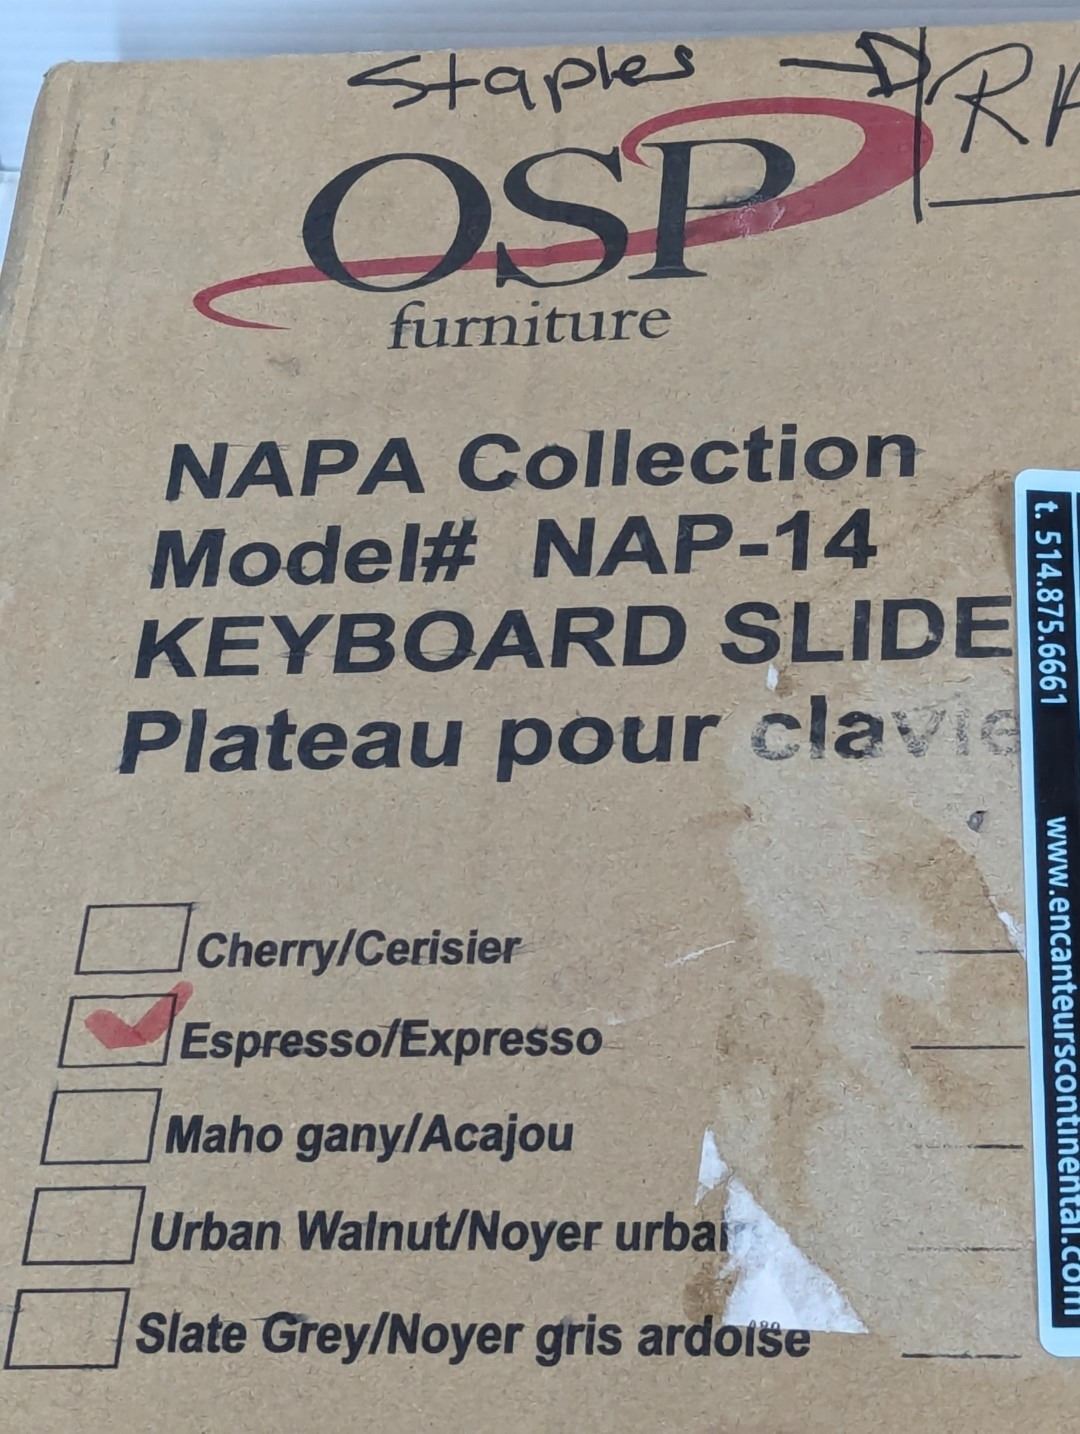 Staples
OSP
furniture
NAPA Collection
Model# NAP-14
KEYBOARD SLIDE
Plateau pour
Cherry/Cerisier
Espresso/Expresso
Maho gany/Acajou
Urban Walnut/Noyer
Slate Grey/Noyer gris ardoise
t. 514.875.6661
www.encanteurscontinental.com